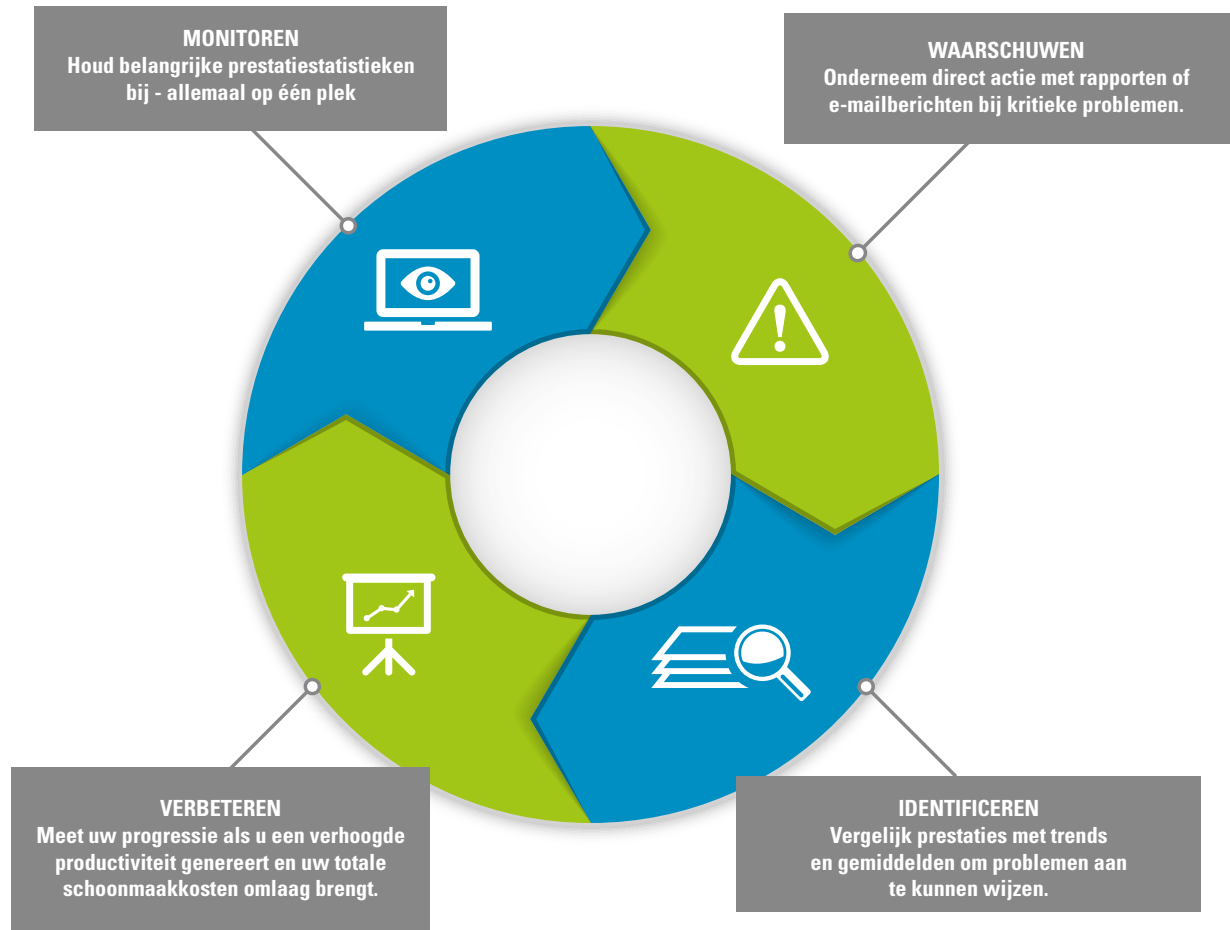 MONITOREN
Houd belangrijke prestatiestatistieken
bij - allemaal op één plek
WAARSCHUWEN
Onderneem direct actie met rapporten of
e-mailberichten bij kritieke problemen.
VERBETEREN
Meet uw progressie als u een verhoogde
productiviteit genereert en uw totale
schoonmaakkosten omlaag brengt.
IDENTIFICEREN
Vergelijk prestaties met trends
en gemiddelden om problemen aan
te kunnen wijzen.